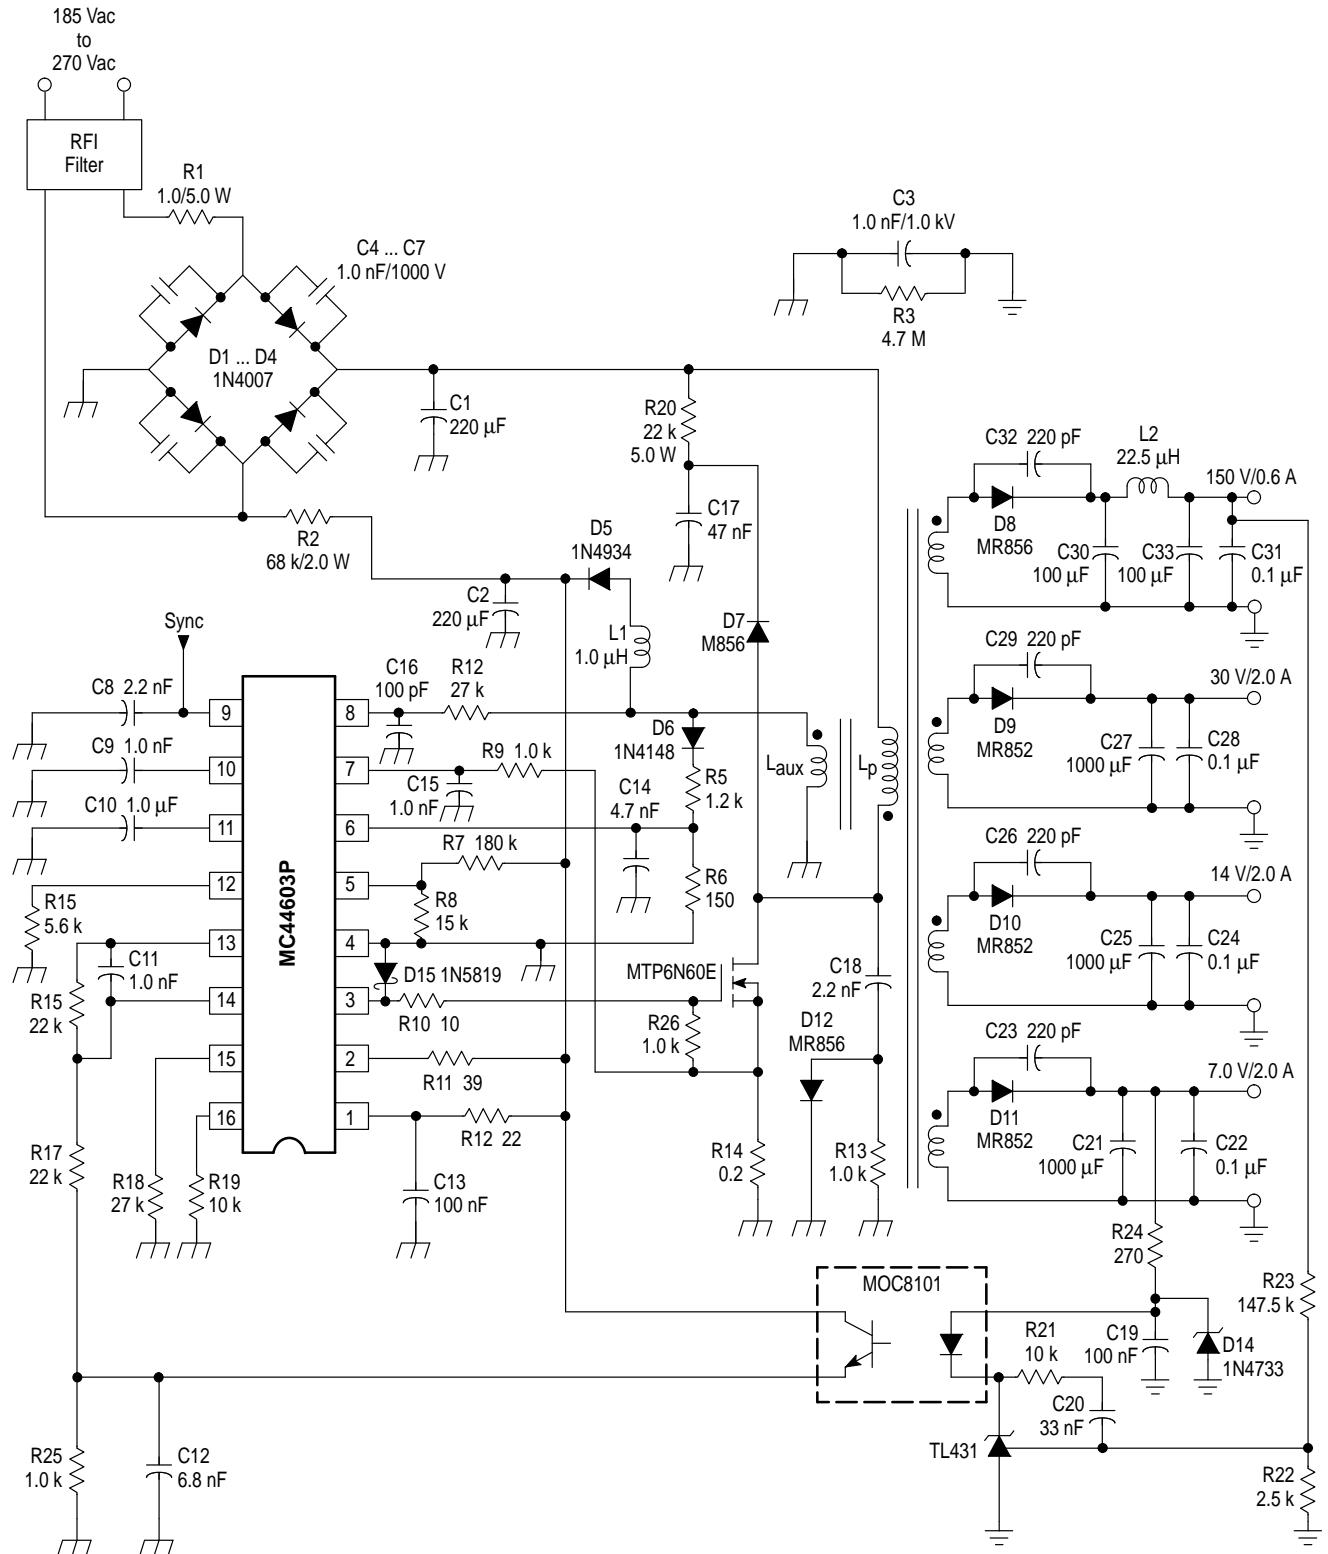 185 Vac
to
270 Vac
RFI
Filter
R1
1.0/5.0 W
C4 ... C7
1.0 nF/1000 V
D1 ... D4
1N4007
C3
1.0 nF/1.0 kV
R3
4.7 M
C1
220 µF
R20
22 k
5.0 W
C17
47 nF
R2
68 k/2.0 W
D5
1N4934
C2
220 µF
L1
1.0 µH
D7
M856
C32 220 pF
L2
22.5 µH
150 V/0.6 A
D8
MR856
C30
100 µF
C33
100 µF
C31
0.1 µF
Sync
C8 2.2 nF
9
C9 1.0 nF
10
C10 1.0 µF
11
12
R15
5.6 k
13
C11
1.0 nF
14
R15
22 k
15
16
MC44603P
8
7
6
5
4
3
2
1
C16
100 pF
R12
27 k
D6
1N4148
R9 1.0 k
C15
1.0 nF
C14
4.7 nF
R5
1.2 k
Laux
Lp
R7 180 k
R8
15 k
R6
150
D15 1N5819
R10 10
MTP6N60E
R26
1.0 k
C18
2.2 nF
D12
MR856
R11 39
R12 22
C13
100 nF
R14
0.2
R13
1.0 k
R17
22 k
R18
27 k
R19
10 k
C29 220 pF
30 V/2.0 A
D9
MR852
C27
1000 µF
C28
0.1 µF
C26 220 pF
14 V/2.0 A
D10
MR852
C25
1000 µF
C24
0.1 µF
C23 220 pF
7.0 V/2.0 A
D11
MR852
C21
1000 µF
C22
0.1 µF
R24
270
R23
147.5 k
MOC8101
R21
10 k
C19
100 nF
D14
1N4733
C20
33 nF
TL431
R22
2.5 k
R25
1.0 k
C12
6.8 nF